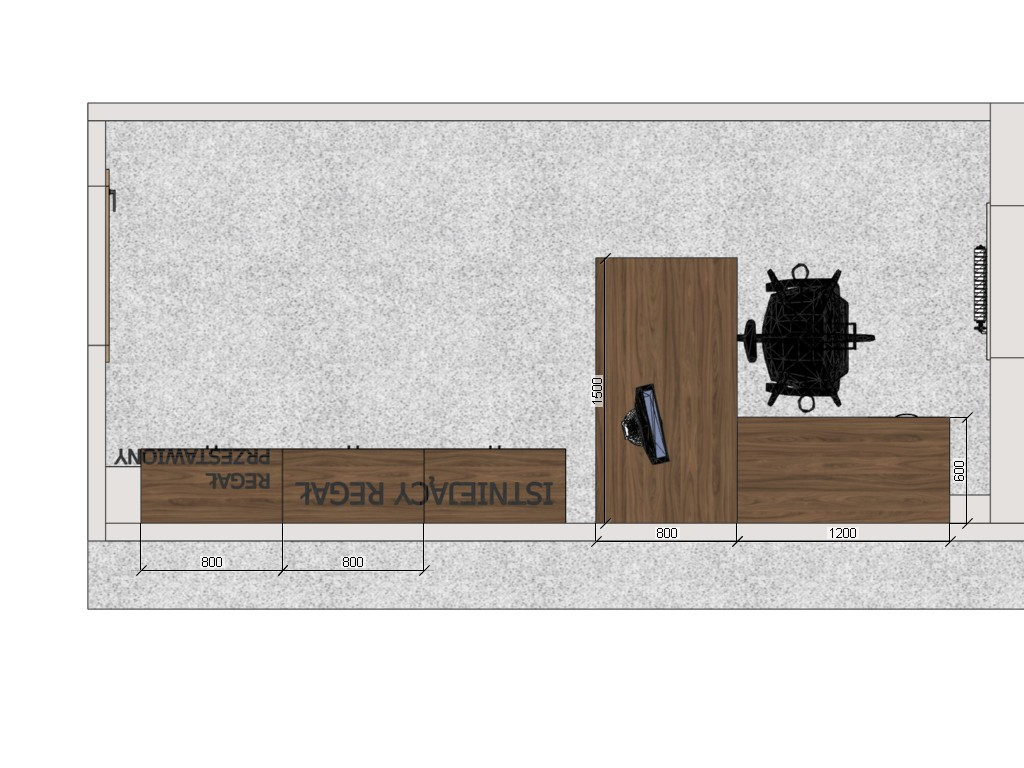 REGAŁ
PRZESTAWIONY
ISTNIEJĄCY REGAŁ
1500
600
800
1200
800
800